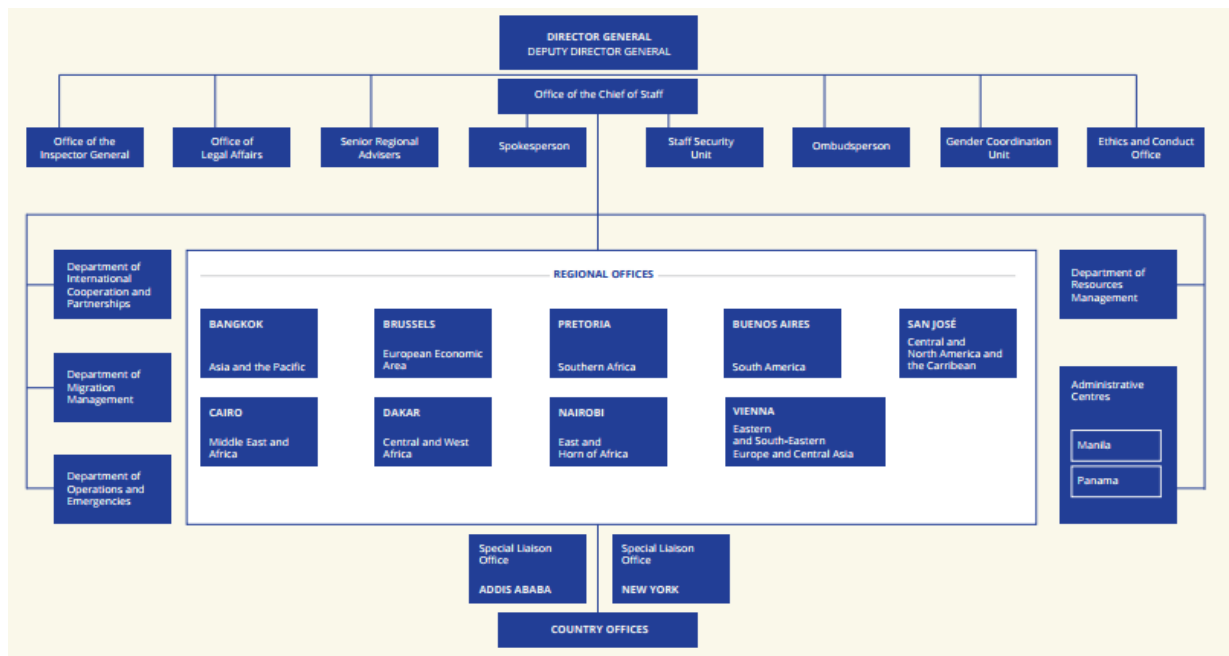 DIRECTOR GENERAL
DEPUTY DIRECTOR GENERAL
Office of the Chief of Staff
Office of the
Inspector General
Office of
Legal Affairs
Senior Regional
Advisers
Spokesperson
Staff Security
Unit
Ombudsperson
Gender Coordination
Unit
Ethics and Conduct
Office
Department of
International
Cooperation and
Partnerships
Department of
Migration
Management
Department of
Operations and
Emergencies
REGIONAL OFFICES
BANGKOK
Asia and the Pacific
BRUSSELS
European Economic
Area
PRETORIA
Southern Africa
BUENOS AIRES
South America
SAN JOSÉ
Central and
North America and
the Carribean
CAIRO
Middle East and
Africa
DAKAR
Central and West
Africa
NAIROBI
East and
Horn of Africa
VIENNA
Eastern
and South-Eastern
Europe and Central Asia
Department of
Resources
Management
Administrative
Centres
Manila
Panama
Special Liaison
Office
ADDIS ABABA
Special Liaison
Office
NEW YORK
COUNTRY OFFICES